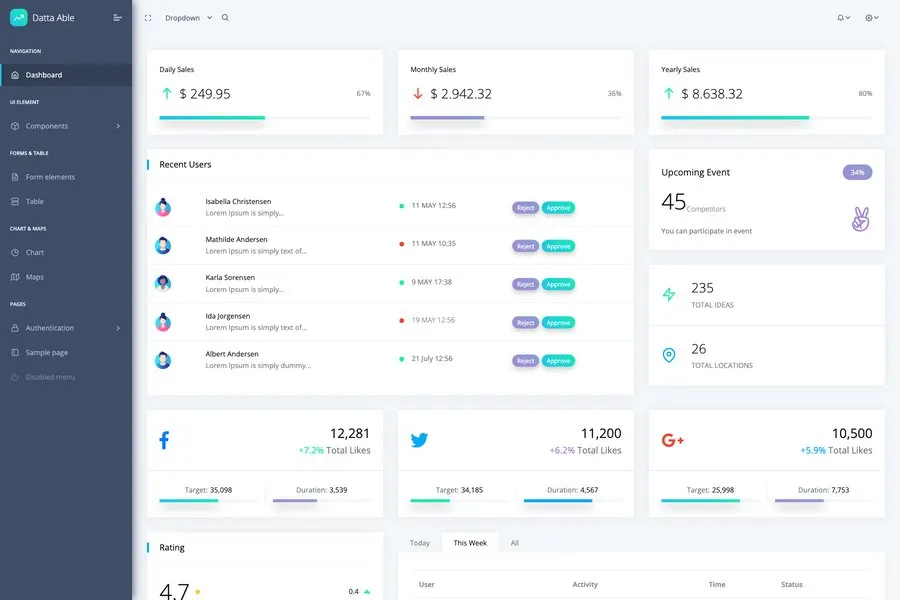 Datta Able
Dropdown
NAVIGATION
Dashboard
UI ELEMENT
Components
FORMS & TABLE
Form elements
Table
CHART & MAPS
Chart
Maps
PAGES
Authentication
Sample page
Disabled menu
Daily Sales
$ 249.95 67%
Monthly Sales
$ 2.942.32 36%
Yearly Sales
$ 8.638.32 80%
Recent Users
Isabella Christensen
Lorem Ipsum is simply...
11 MAY 12:56
Reject Approve
Mathilde Andersen
Lorem Ipsum is simply text of...
11 MAY 10:35
Reject Approve
Karla Sorensen
Lorem Ipsum is simply...
9 MAY 17:38
Reject Approve
Ida Jorgensen
Lorem Ipsum is simply text of...
19 MAY 12:56
Reject Approve
Albert Andersen
Lorem Ipsum is simply dummy...
21 July 12:56
Reject Approve
Upcoming Event 34%
45 Competitors
You can participate in event
235
TOTAL IDEAS
26
TOTAL LOCATIONS
12,281
+7.2% Total Likes
Target: 35,098 Duration: 3,539
11,200
+6.2% Total Likes
Target: 34,185 Duration: 4,567
G+
10,500
+5.9% Total Likes
Target: 25,998 Duration: 7,753
Rating
4.7 0.4
Today This Week All
User Activity Time Status